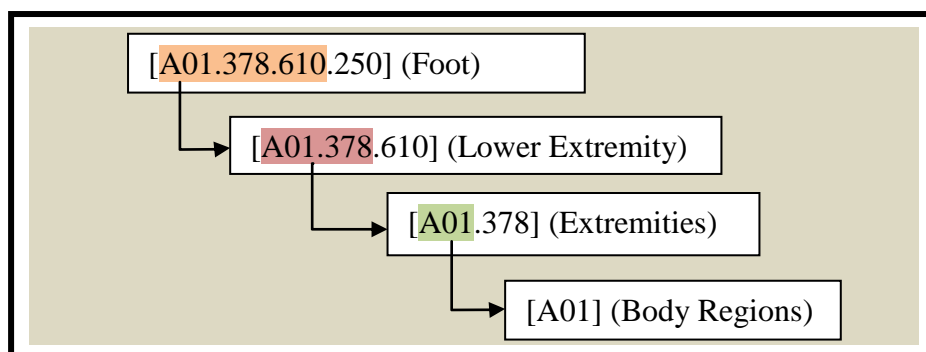 [A01.378.610.250] (Foot)
[A01.378.610] (Lower Extremity)
[A01.378] (Extremities)
[A01] (Body Regions)